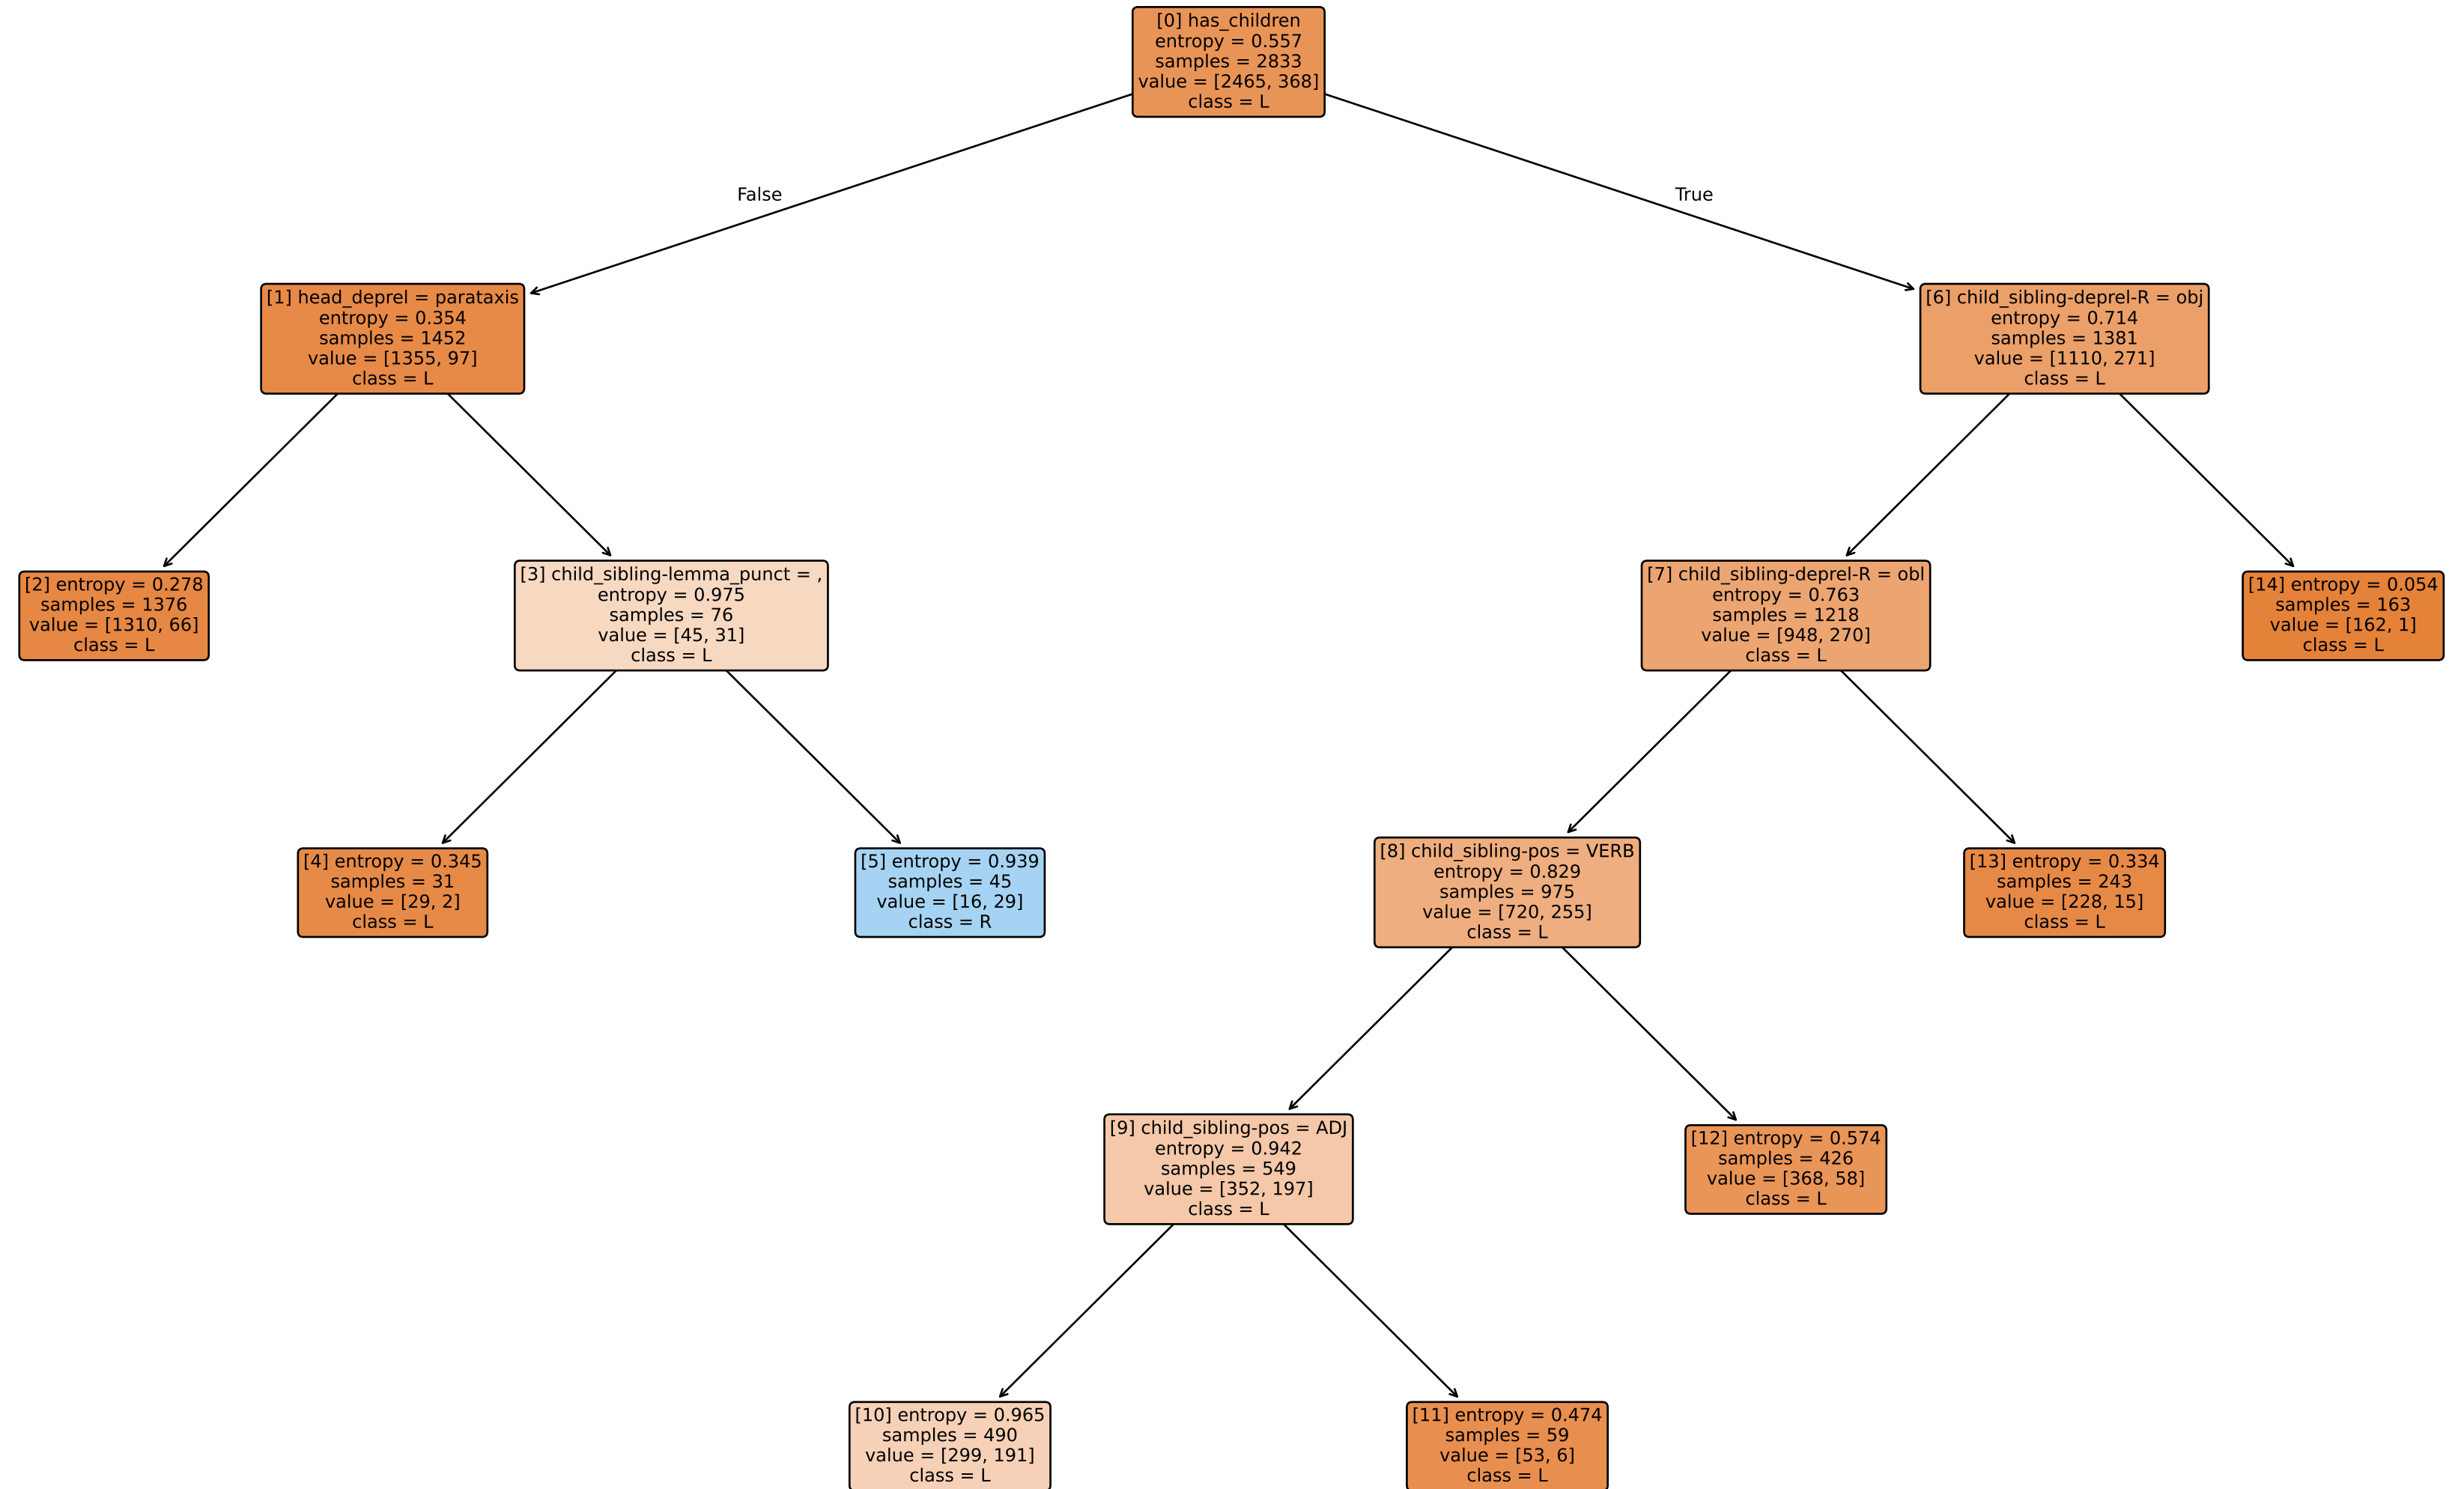 [0] has_children
entropy = 0.557
samples = 2833
value = [2465, 368]
class = L
False
True
[1] head_deprel = parataxis
entropy = 0.354
samples = 1452
value = [1355, 97]
class = L
[6] child_sibling-deprel-R = obj
entropy = 0.714
samples = 1381
value = [1110, 271]
class = L
[2] entropy = 0.278
samples = 1376
value = [1310, 66]
class = L
[3] child_sibling-lemma_punct = ,
entropy = 0.975
samples = 76
value = [45, 31]
class = L
[7] child_sibling-deprel-R = obl
entropy = 0.763
samples = 1218
value = [948, 270]
class = L
[14] entropy = 0.054
samples = 163
value = [162, 1]
class = L
[4] entropy = 0.345
samples = 31
value = [29, 2]
class = L
[5] entropy = 0.939
samples = 45
value = [16, 29]
class = R
[8] child_sibling-pos = VERB
entropy = 0.829
samples = 975
value = [720, 255]
class = L
[13] entropy = 0.334
samples = 243
value = [228, 15]
class = L
[9] child_sibling-pos = ADJ
entropy = 0.942
samples = 549
value = [352, 197]
class = L
[12] entropy = 0.574
samples = 426
value = [368, 58]
class = L
[10] entropy = 0.965
samples = 490
value = [299, 191]
class = L
[11] entropy = 0.474
samples = 59
value = [53, 6]
class = L